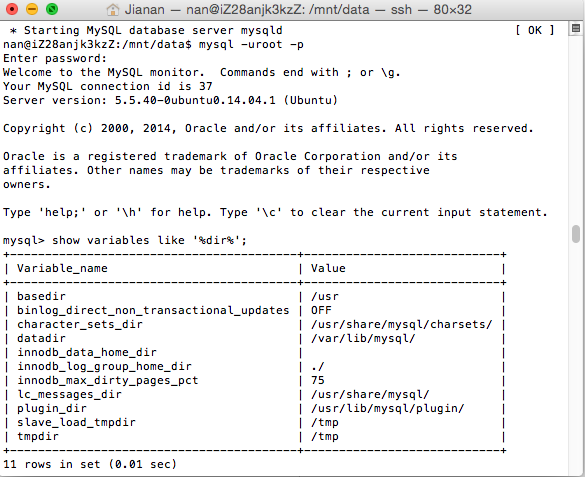 Jianan — nan@iZ28anjk3kzZ: /mnt/data — ssh — 80×32
 * Starting MySQL database server mysqld                                 [ OK ]
nan@iZ28anjk3kzZ:/mnt/data$ mysql -uroot -p
Enter password:
Welcome to the MySQL monitor.  Commands end with ; or \g.
Your MySQL connection id is 37
Server version: 5.5.40-0ubuntu0.14.04.1 (Ubuntu)
Copyright (c) 2000, 2014, Oracle and/or its affiliates. All rights reserved.
Oracle is a registered trademark of Oracle Corporation and/or its
affiliates. Other names may be trademarks of their respective
owners.
Type 'help;' or '\h' for help. Type '\c' to clear the current input statement.
mysql> show variables like '%dir%';
+-----------------------------------------+----------------------------+
| Variable_name                           | Value                      |
+-----------------------------------------+----------------------------+
| basedir                                 | /usr                       |
| binlog_direct_non_transactional_updates | OFF                        |
| character_sets_dir                      | /usr/share/mysql/charsets/ |
| datadir                                 | /var/lib/mysql/            |
| innodb_data_home_dir                    |                            |
| innodb_log_group_home_dir               | ./                         |
| innodb_max_dirty_pages_pct              | 75                         |
| lc_messages_dir                         | /usr/share/mysql/          |
| plugin_dir                              | /usr/lib/mysql/plugin/     |
| slave_load_tmpdir                       | /tmp                       |
| tmpdir                                  | /tmp                       |
+-----------------------------------------+----------------------------+
11 rows in set (0.01 sec)